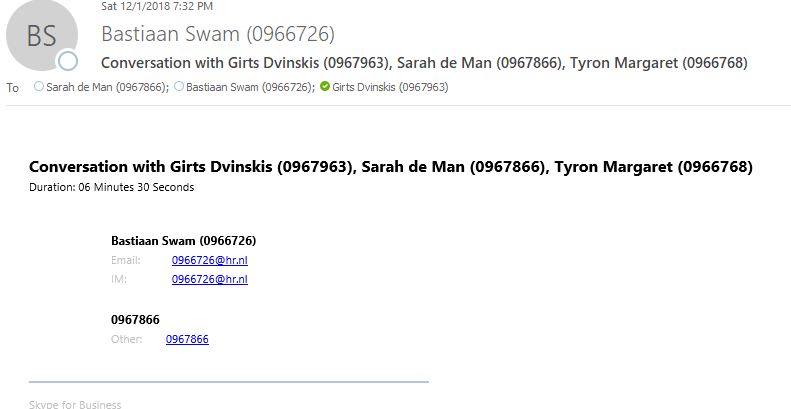 Sat 12/1/2018 7:32 PM
BS
Bastiaan Swam (0966726)
Conversation with Girts Dvinskis (0967963), Sarah de Man (0967866), Tyron Margaret (0966768)
To Sarah de Man (0967866); Bastiaan Swam (0966726); Girts Dvinskis (0967963)
Conversation with Girts Dvinskis (0967963), Sarah de Man (0967866), Tyron Margaret (0966768)
Duration: 06 Minutes 30 Seconds
Bastiaan Swam (0966726)
Email: 0966726@hr.nl
IM: 0966726@hr.nl
0967866
Other: 0967866
Skype for Business